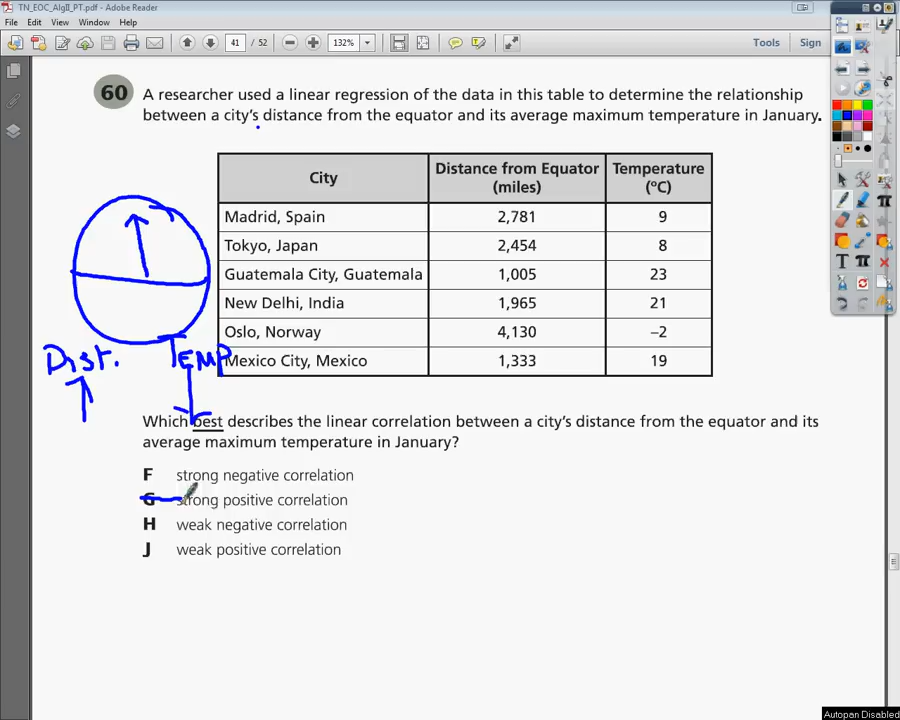 TN_EOC_AlgII_PT.pdf - Adobe Reader
File Edit View Window Help
41 / 52 132% Tools Sign
60 A researcher used a linear regression of the data in this table to determine the relationship
between a city's distance from the equator and its average maximum temperature in January.
City Distance from Equator (miles) Temperature (ºC)
Madrid, Spain 2,781 9
Tokyo, Japan 2,454 8
Guatemala City, Guatemala 1,005 23
New Delhi, India 1,965 21
Oslo, Norway 4,130 –2
Mexico City, Mexico 1,333 19
Dist. TEMP
Which best describes the linear correlation between a city's distance from the equator and its
average maximum temperature in January?
F strong negative correlation
G strong positive correlation
H weak negative correlation
J weak positive correlation
Autopan Disabled